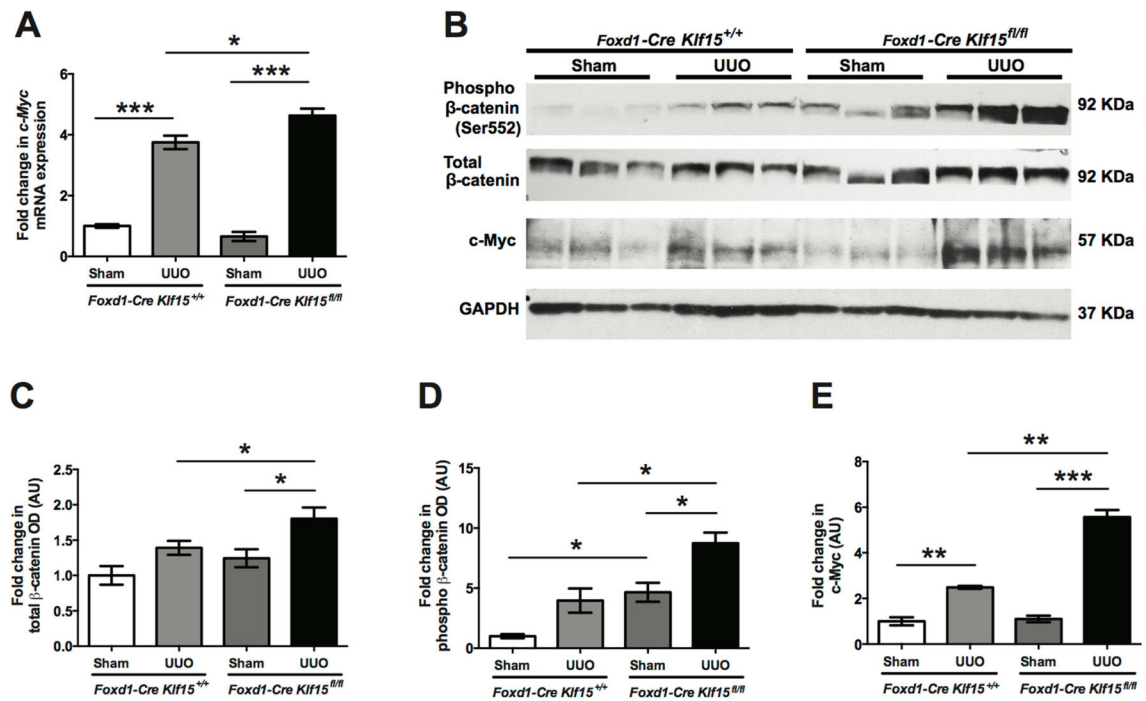 A
Fold change in c-Myc
mRNA expression
6
4
2
0
***
***
*
Sham UUO Sham UUO
Foxd1-Cre Klf15+/+ Foxd1-Cre Klf15fl/fl
B
Foxd1-Cre Klf15+/+ Foxd1-Cre Klf15fl/fl
Sham UUO Sham UUO
Phospho
β-catenin
(Ser552)
92 KDa
Total
β-catenin
92 KDa
c-Myc
57 KDa
GAPDH
37 KDa
C
Fold change in
total β-catenin OD (AU)
2.5
2.0
1.5
1.0
0.5
0.0
*
*
Sham UUO Sham UUO
Foxd1-Cre Klf15+/+ Foxd1-Cre Klf15fl/fl
D
Fold change in
phospho β-catenin OD (AU)
15
10
5
0
*
*
*
Sham UUO Sham UUO
Foxd1-Cre Klf15+/+ Foxd1-Cre Klf15fl/fl
E
Fold change in
c-Myc (AU)
8
6
4
2
0
**
***
**
Sham UUO Sham UUO
Foxd1-Cre Klf15+/+ Foxd1-Cre Klf15fl/fl